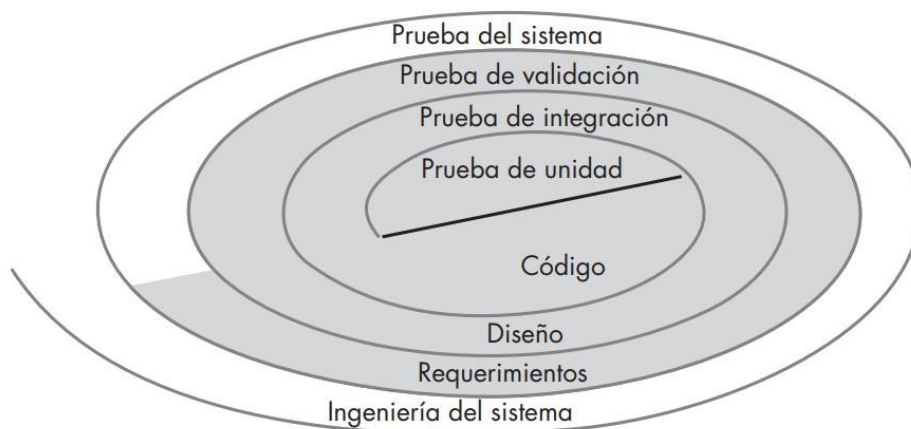 Prueba del sistema
Prueba de validación
Prueba de integración
Prueba de unidad
Código
Diseño
Requerimientos
Ingeniería del sistema